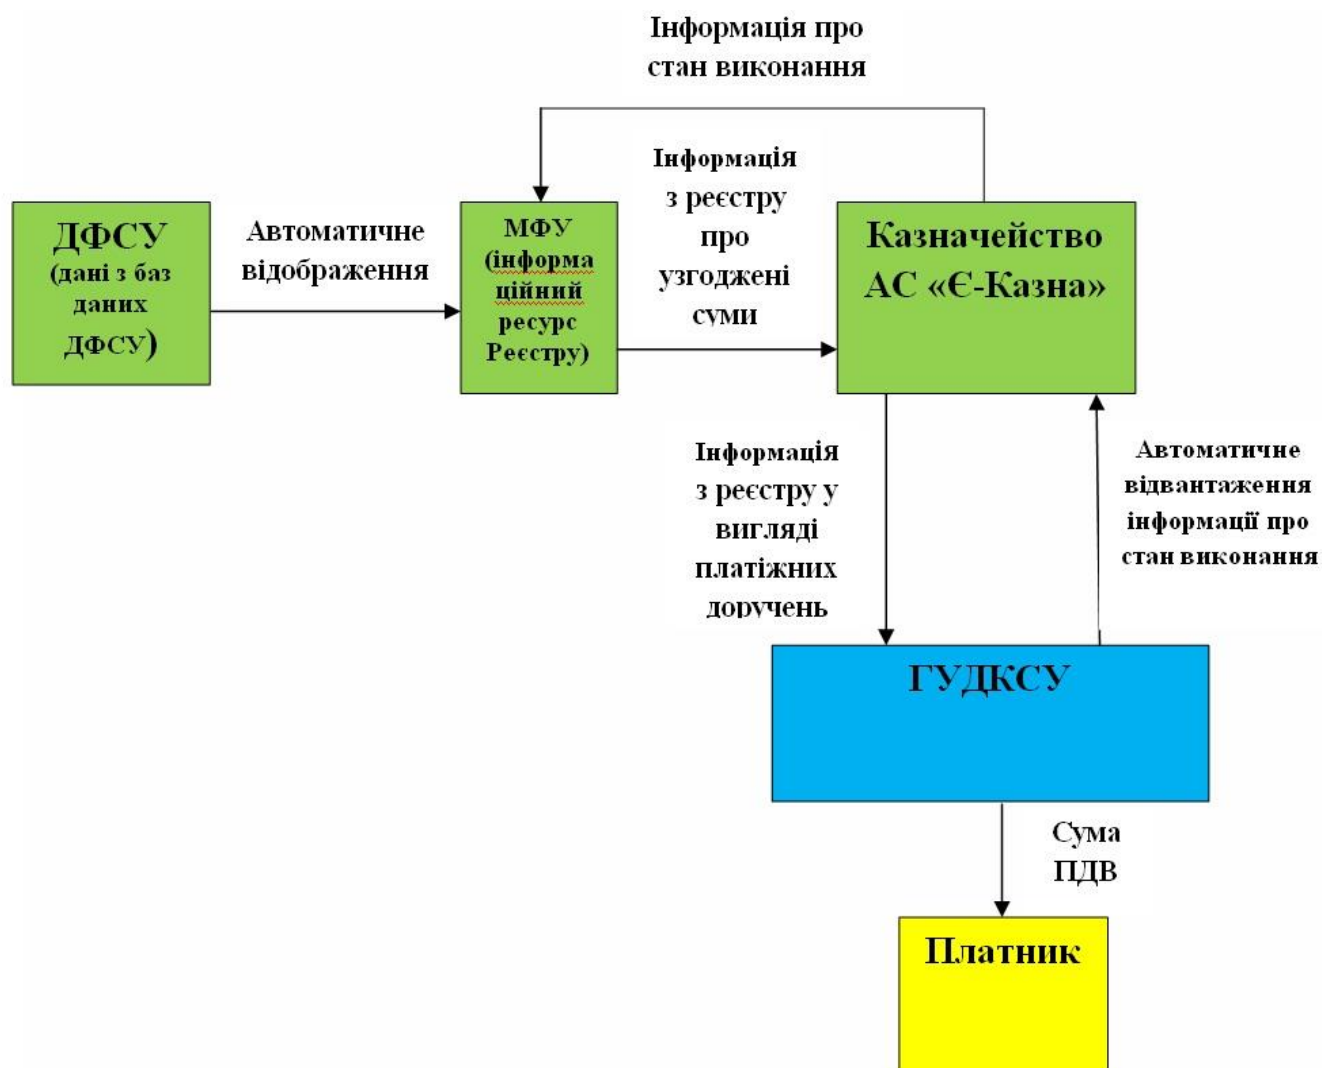 Інформація про
стан виконання
ДФСУ
(дані з баз
даних
ДФСУ)
Автоматичне
відображення
МФУ
(інформа
ційний
ресурс
Реєстру)
Інформація
з реєстру
про
узгоджені
суми
Казначейство
АС «Є-Казна»
Інформація
з реєстру у
вигляді
платіжних
доручень
Автоматичне
відвантаження
інформації про
стан виконання
ГУДКСУ
Сума
ПДВ
Платник